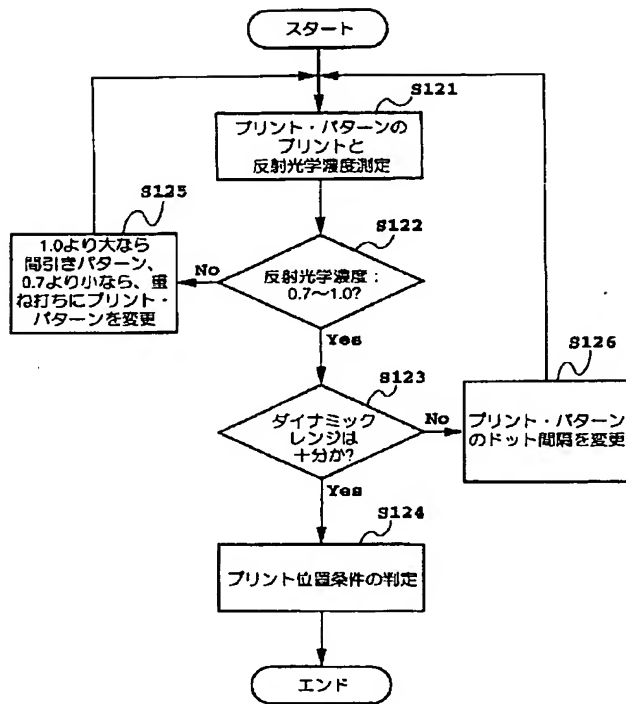 スタート
S121
プリント・パターンの
プリントと
反射光学濃度測定
S125
1.0より大なら
間引きパターン、
0.7より小なら、重
ね打ちにプリント・
パターンを変更
S122
反射光学濃度：
0.7～1.0?
No
Yes
S123
ダイナミック
レンジは
十分か?
No
S126
プリント・パターン
のドット間隔を変更
Yes
S124
プリント位置条件の判定
エンド